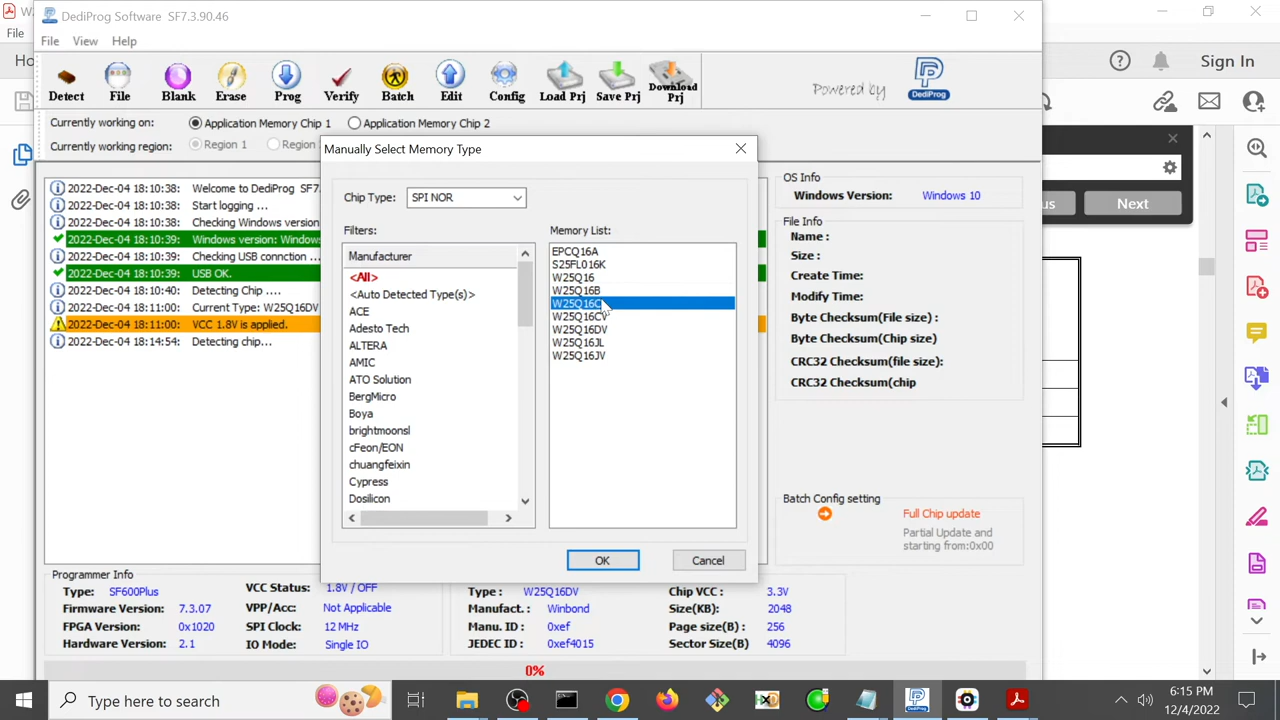 DediProg Software SF7.3.90.46
File View Help
File
Detect File Blank Erase Prog Verify Batch Edit Config Load Prj Save Prj Download Prj
Powered by DediProg
Sign In
Currently working on: Application Memory Chip 1 Application Memory Chip 2
Currently working region: Region 1 Region
Manually Select Memory Type
Chip Type: SPI NOR
Filters: Memory List:
Manufacturer
<All>
<Auto Detected Type(s)>
ACE
Adesto Tech
ALTERA
AMIC
ATO Solution
BergMicro
Boya
brightmoonsl
cFeon/EON
chuangfeixin
Cypress
Dosilicon
EPCQ16A
S25FL016K
W25Q16
W25Q16B
W25Q16C
W25Q16CV
W25Q16DV
W25Q16JL
W25Q16JV
OK Cancel
2022-Dec-04 18:10:38: Welcome to DediProg SF7.
2022-Dec-04 18:10:38: Start logging ...
2022-Dec-04 18:10:38: Checking Windows version
2022-Dec-04 18:10:39: Windows version: Windows
2022-Dec-04 18:10:39: Checking USB connction ...
2022-Dec-04 18:10:39: USB OK.
2022-Dec-04 18:10:40: Detecting Chip ....
2022-Dec-04 18:11:00: Current Type: W25Q16DV
2022-Dec-04 18:11:00: VCC 1.8V is applied.
2022-Dec-04 18:14:54: Detecting chip...
OS Info
Windows Version: Windows 10
File Info
Name :
Size :
Create Time:
Modify Time:
Byte Checksum(File size) :
Byte Checksum(Chip size)
CRC32 Checksum(file size):
CRC32 Checksum(chip
Batch Config setting
Full Chip update
Partial Update and
starting from:0x00
Next
Programmer Info
Type: SF600Plus VCC Status: 1.8V / OFF
Firmware Version: 7.3.07 VPP/Acc: Not Applicable
FPGA Version: 0x1020 SPI Clock: 12 MHz
Hardware Version: 2.1 IO Mode: Single IO
Type : W25Q16DV Chip VCC : 3.3V
Manufact. : Winbond Size(KB): 2048
Manu. ID : 0xef Page size(B) : 256
JEDEC ID : 0xef4015 Sector Size(B) 4096
0%
Type here to search
6:15 PM
12/4/2022